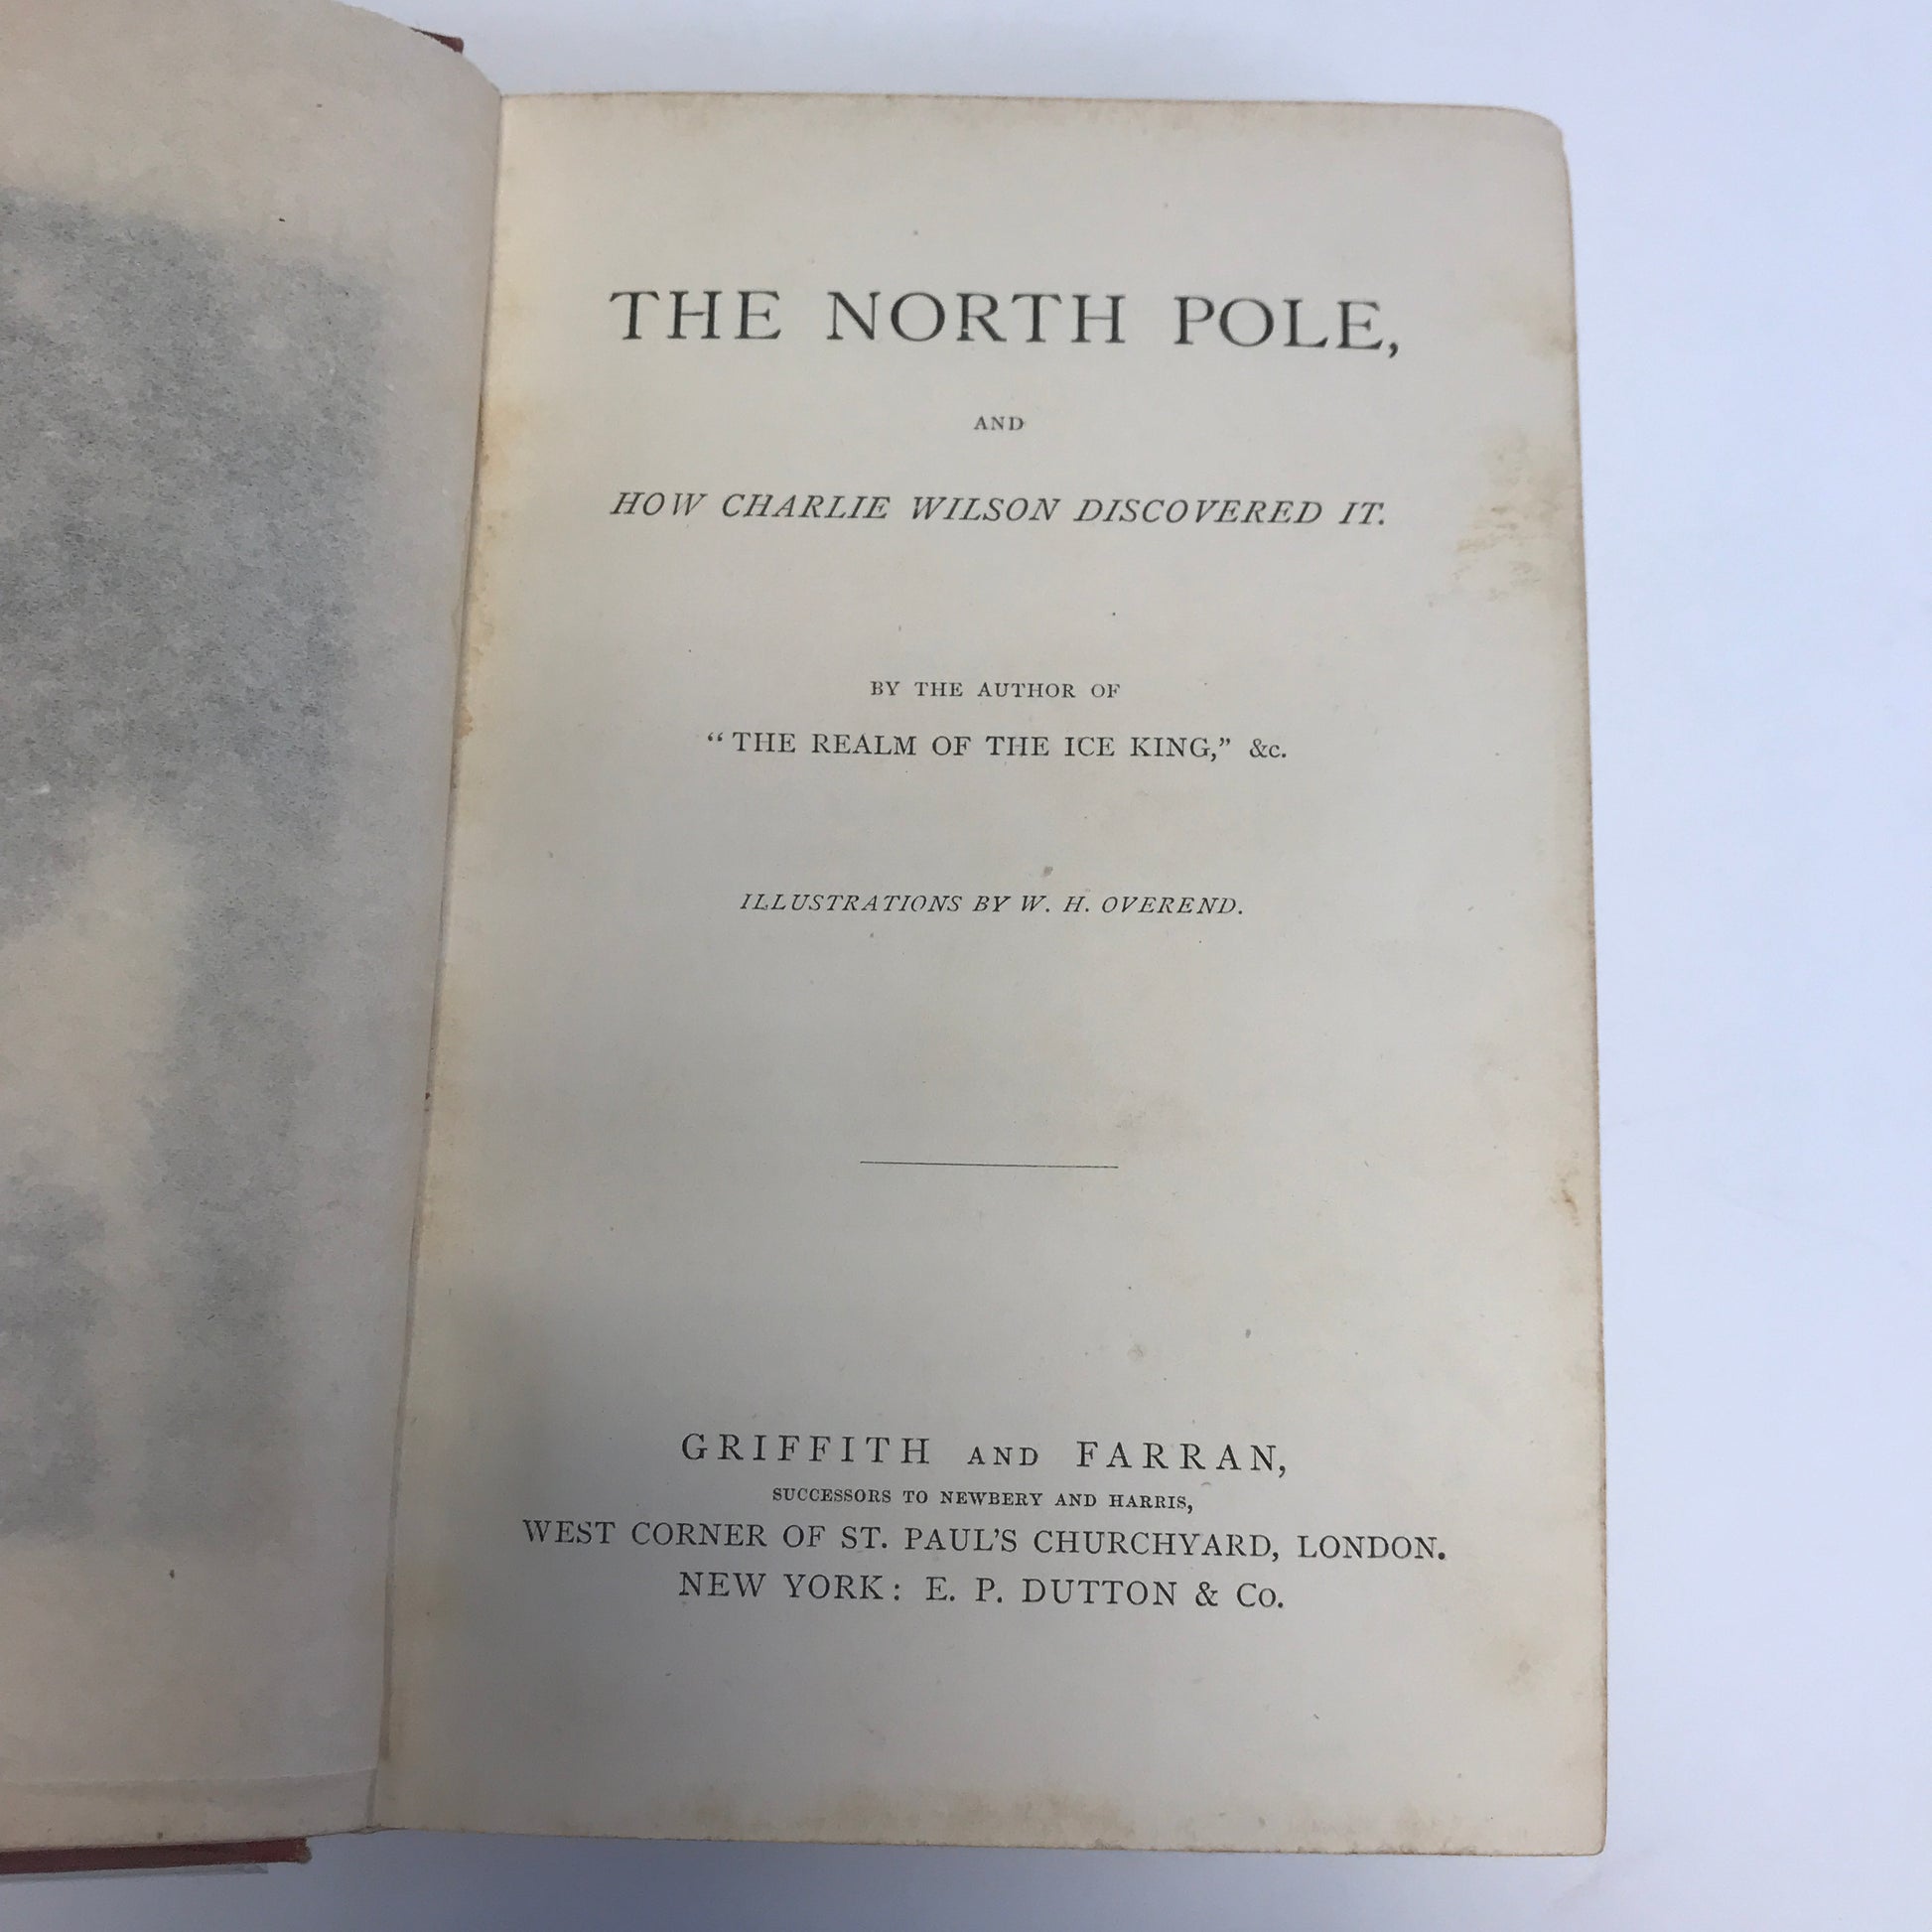 THE NORTH POLE,
AND
HOW CHARLIE WILSON DISCOVERED IT.
BY THE AUTHOR OF
“THE REALM OF THE ICE KING,” &c.
ILLUSTRATIONS BY W. H. OVEREND.
GRIFFITH AND FARRAN,
SUCCESSORS TO NEWBERY AND HARRIS,
WEST CORNER OF ST. PAUL’S CHURCHYARD, LONDON.
NEW YORK: E. P. DUTTON & Co.